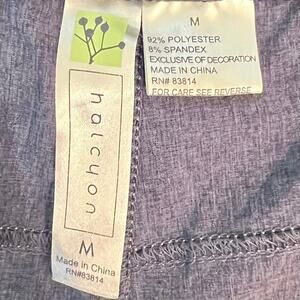 halcyon
M
Made in China
RN#83814
M
92% POLYESTER
8% SPANDEX
EXCLUSIVE OF DECORATION
MADE IN CHINA
RN# 83814
FOR CARE SEE REVERSE